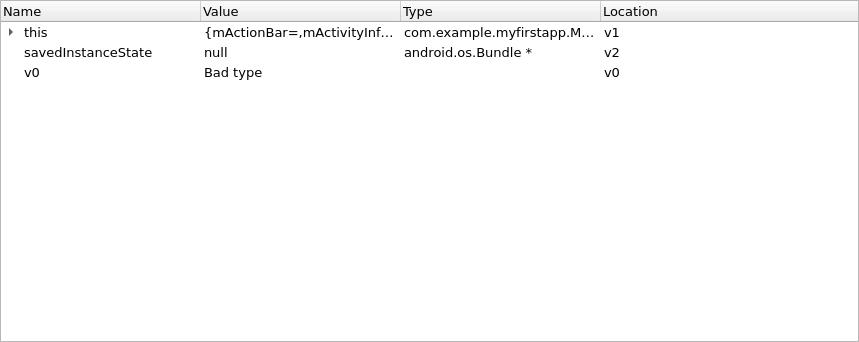 Name Value Type Location
this {mActionBar=,mActivityInf... com.example.myfirstapp.M... v1
savedInstanceState null android.os.Bundle * v2
v0 Bad type v0